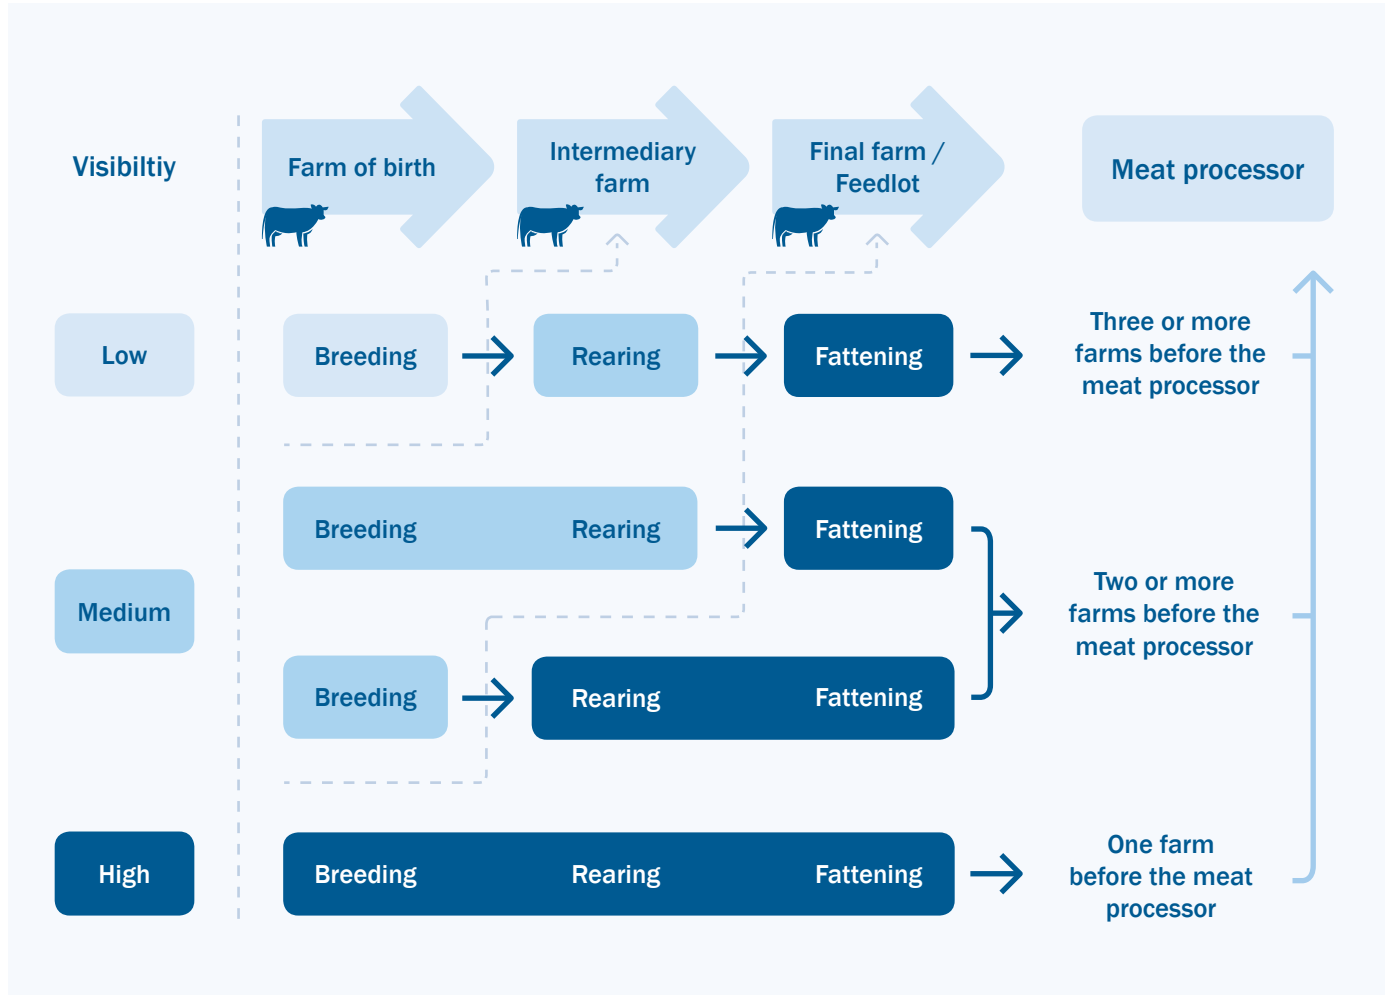 Visibiltiy
Farm of birth
Intermediary
farm
Final farm /
Feedlot
Meat processor
Low
Breeding
Rearing
Fattening
Three or more
farms before the
meat processor
Medium
Breeding
Rearing
Fattening
Breeding
Rearing
Fattening
Two or more
farms before the
meat processor
High
Breeding
Rearing
Fattening
One farm
before the meat
processor